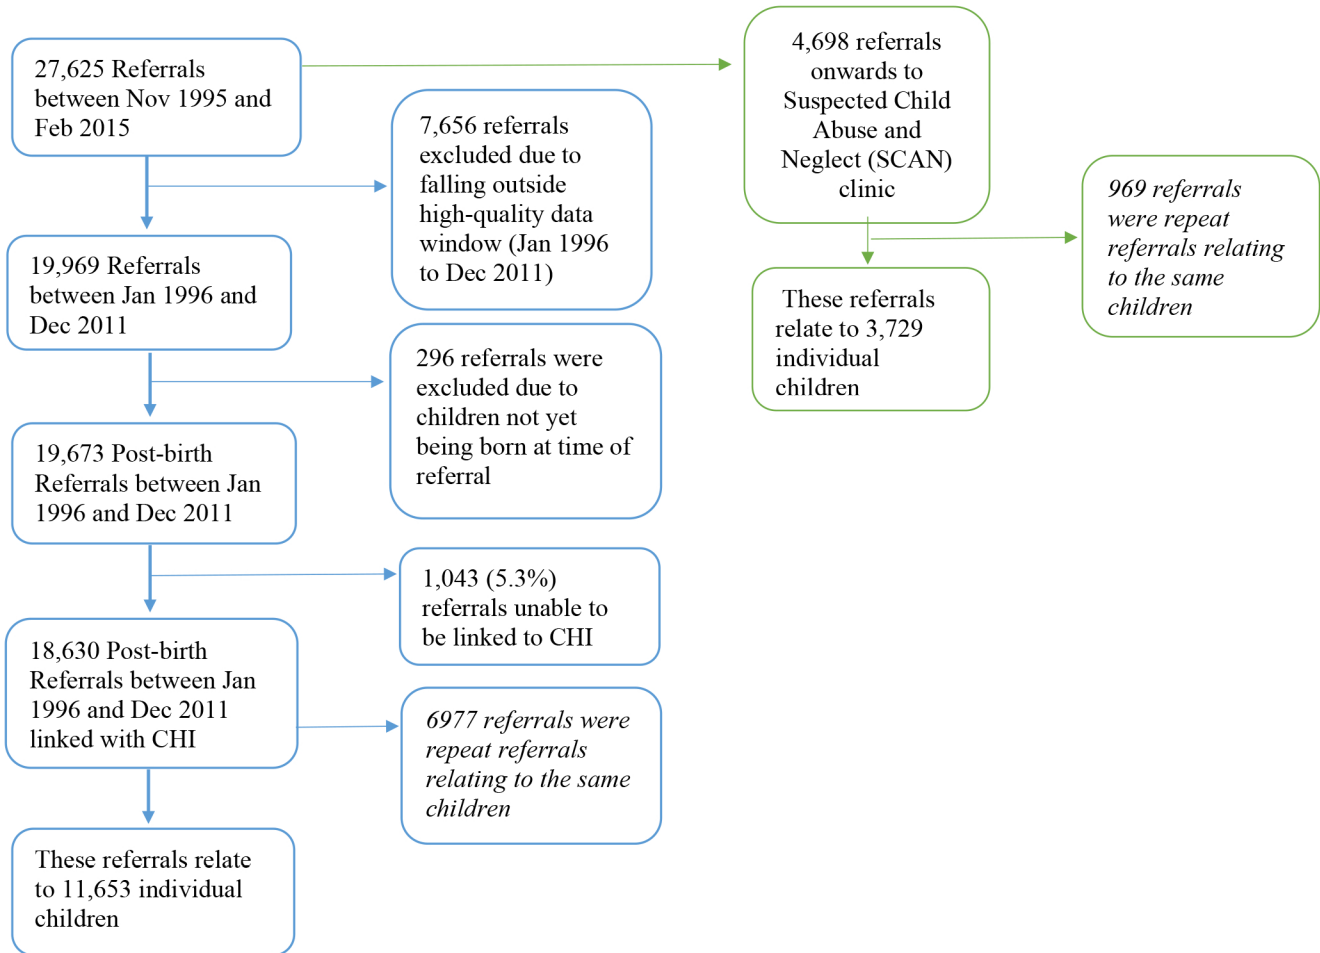 27,625 Referrals
between Nov 1995 and
Feb 2015
7,656 referrals
excluded due to
falling outside
high-quality data
window (Jan 1996
to Dec 2011)
19,969 Referrals
between Jan 1996 and
Dec 2011
296 referrals were
excluded due to
children not yet
being born at time of
referral
19,673 Post-birth
Referrals between Jan
1996 and Dec 2011
1,043 (5.3%)
referrals unable to
be linked to CHI
18,630 Post-birth
Referrals between Jan
1996 and Dec 2011
linked with CHI
6977 referrals were
repeat referrals
relating to the same
children
These referrals relate
to 11,653 individual
children
4,698 referrals
onwards to
Suspected Child
Abuse and
Neglect (SCAN)
clinic
969 referrals
were repeat
referrals relating
to the same
children
These referrals
relate to 3,729
individual
children